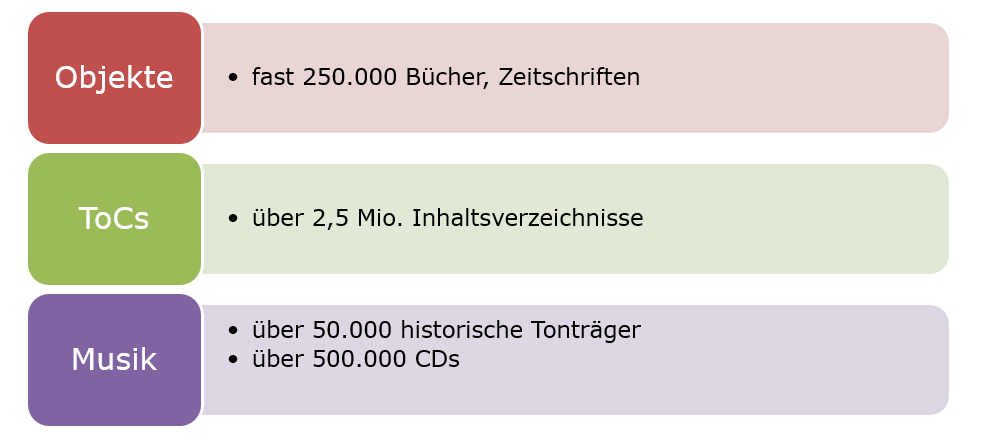 Objekte
• fast 250.000 Bücher, Zeitschriften
ToCs
• über 2,5 Mio. Inhaltsverzeichnisse
Musik
• über 50.000 historische Tonträger
• über 500.000 CDs